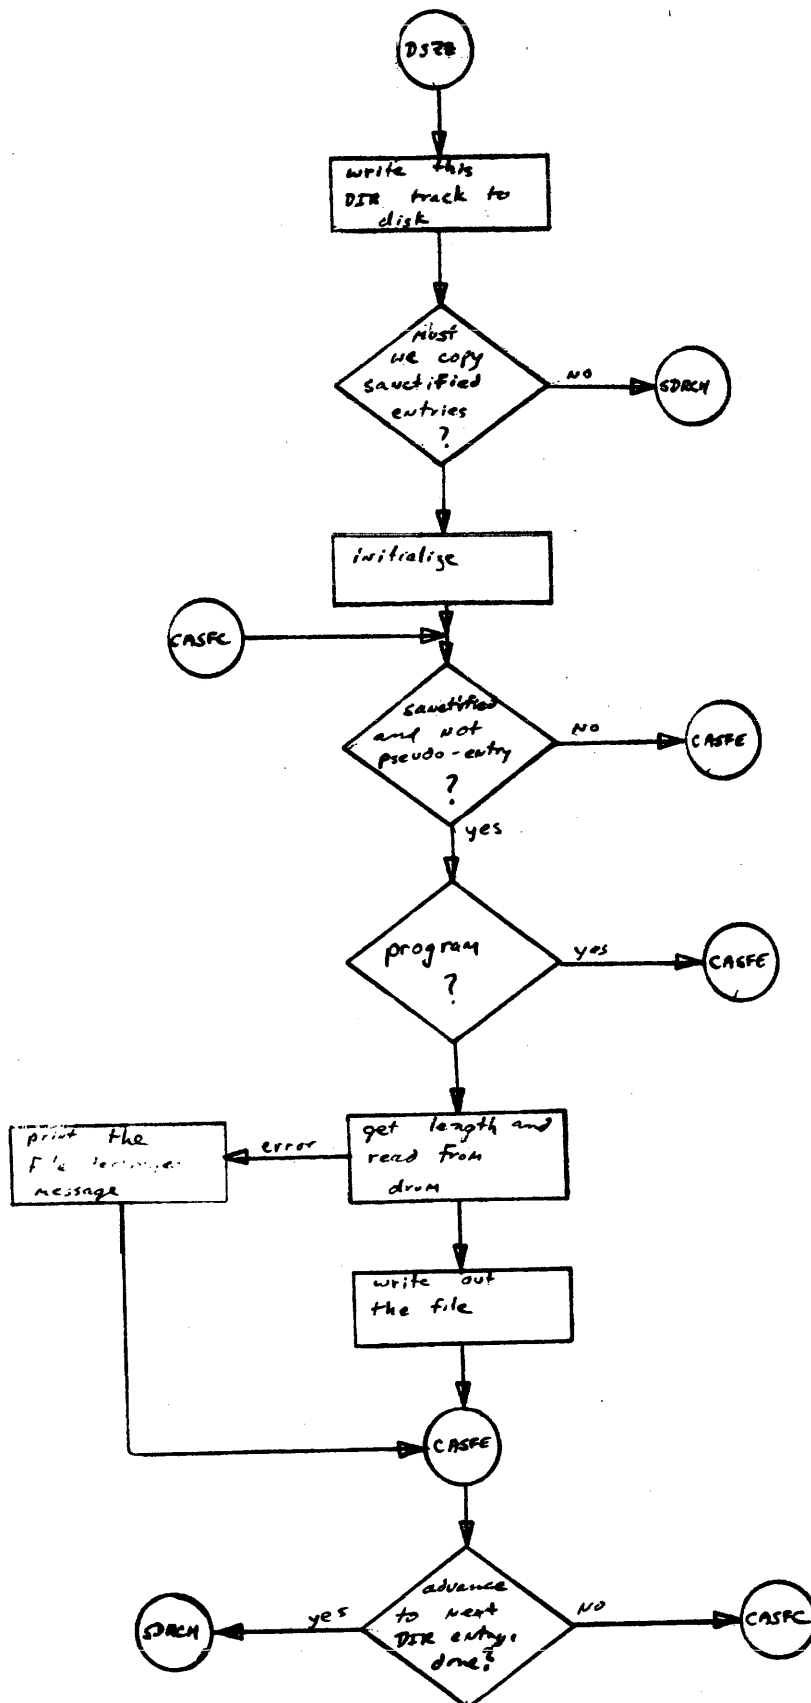 write this
DIR track to
disk
Must
we copy
sanctified
entries
?
NO
SDRCH
initialize
CASFC
sanctified
and not
pseudo-entry
?
NO
CASFE
yes
program
?
yes
CASFE
get length and
read from
drum
error
print the
File
message
write out
the file
CASFE
advance
to next
DIR entry,
done?
yes
SDRCH
NO
CASFC